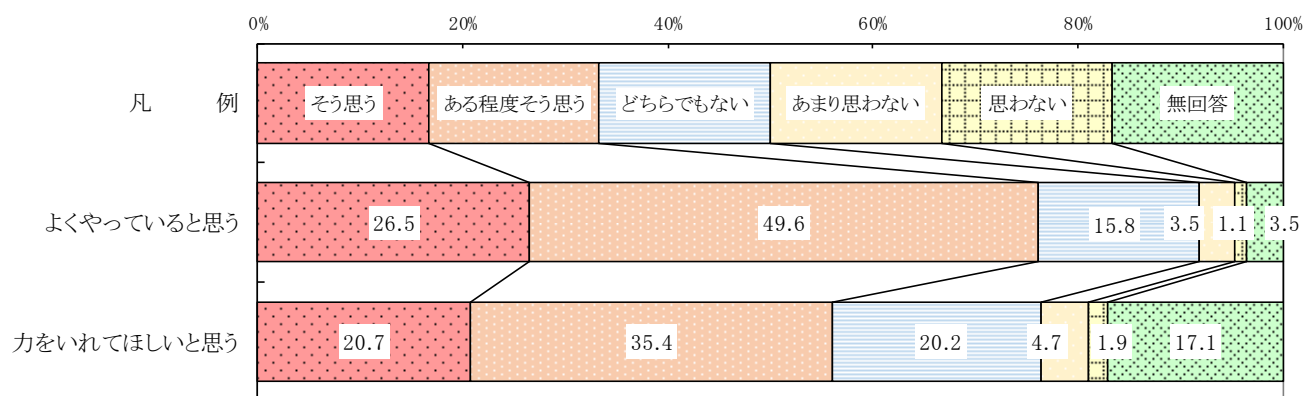 0% 20% 40% 60% 80% 100%
凡 例 そう思う ある程度そう思う どちらでもない あまり思わない 思わない 無回答
よくやっていると思う 26.5 49.6 15.8 3.5 1.1 3.5
力をいれてほしいと思う 20.7 35.4 20.2 4.7 1.9 17.1